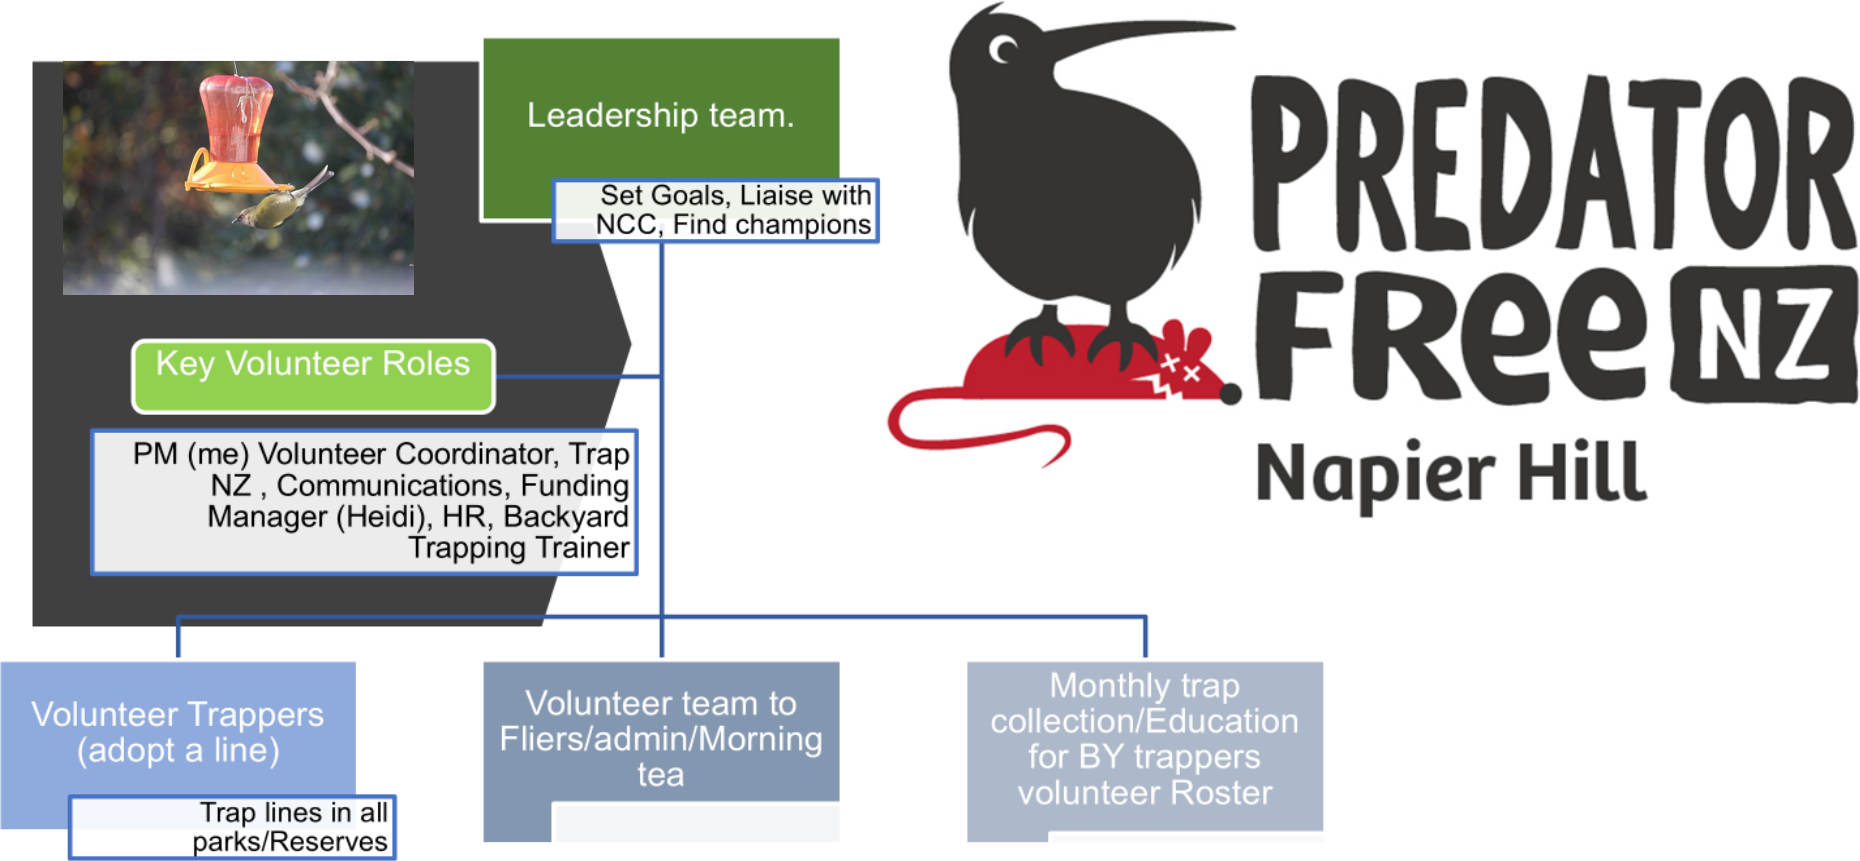 Leadership team.
Set Goals, Liaise with
NCC, Find champions
PREDATOR
FREE NZ
Napier Hill
Key Volunteer Roles
PM (me) Volunteer Coordinator, Trap
NZ , Communications, Funding
Manager (Heidi), HR, Backyard
Trapping Trainer
Volunteer Trappers
(adopt a line)
Trap lines in all
parks/Reserves
Volunteer team to
Fliers/admin/Morning
tea
Monthly trap
collection/Education
for BY trappers
volunteer Roster